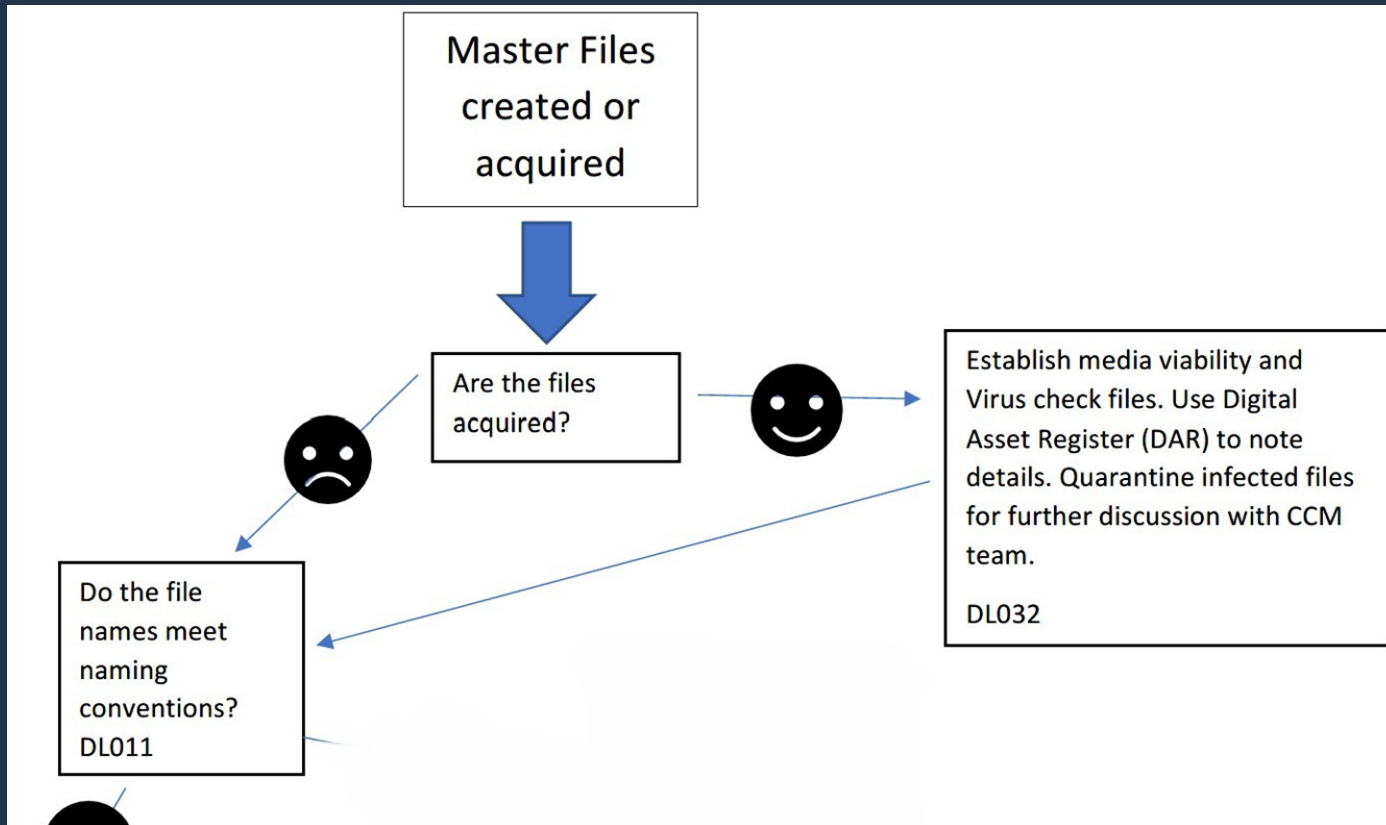 Master Files
created or
acquired
Are the files
acquired?
Establish media viability and
Virus check files. Use Digital
Asset Register (DAR) to note
details. Quarantine infected files
for further discussion with CCM
team.
DL032
Do the file
names meet
naming
conventions?
DL011